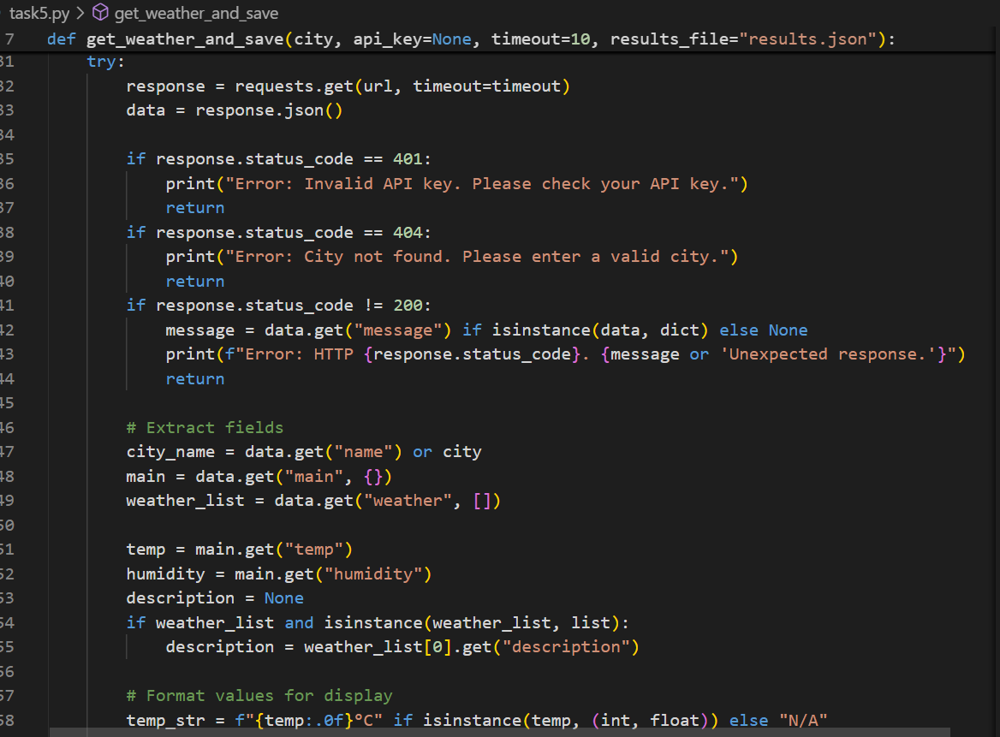 task5.py > get_weather_and_save
7 def get_weather_and_save(city, api_key=None, timeout=10, results_file="results.json"):
31 try:
32 response = requests.get(url, timeout=timeout)
33 data = response.json()
34
35 if response.status_code == 401:
36 print("Error: Invalid API key. Please check your API key.")
37 return
38 if response.status_code == 404:
39 print("Error: City not found. Please enter a valid city.")
40 return
41 if response.status_code != 200:
42 message = data.get("message") if isinstance(data, dict) else None
43 print(f"Error: HTTP {response.status_code}. {message or 'Unexpected response.'}")
44 return
45
46 # Extract fields
47 city_name = data.get("name") or city
48 main = data.get("main", {})
49 weather_list = data.get("weather", [])
50
51 temp = main.get("temp")
52 humidity = main.get("humidity")
53 description = None
54 if weather_list and isinstance(weather_list, list):
55 description = weather_list[0].get("description")
56
57 # Format values for display
58 temp_str = f"{temp:.0f}°C" if isinstance(temp, (int, float)) else "N/A"